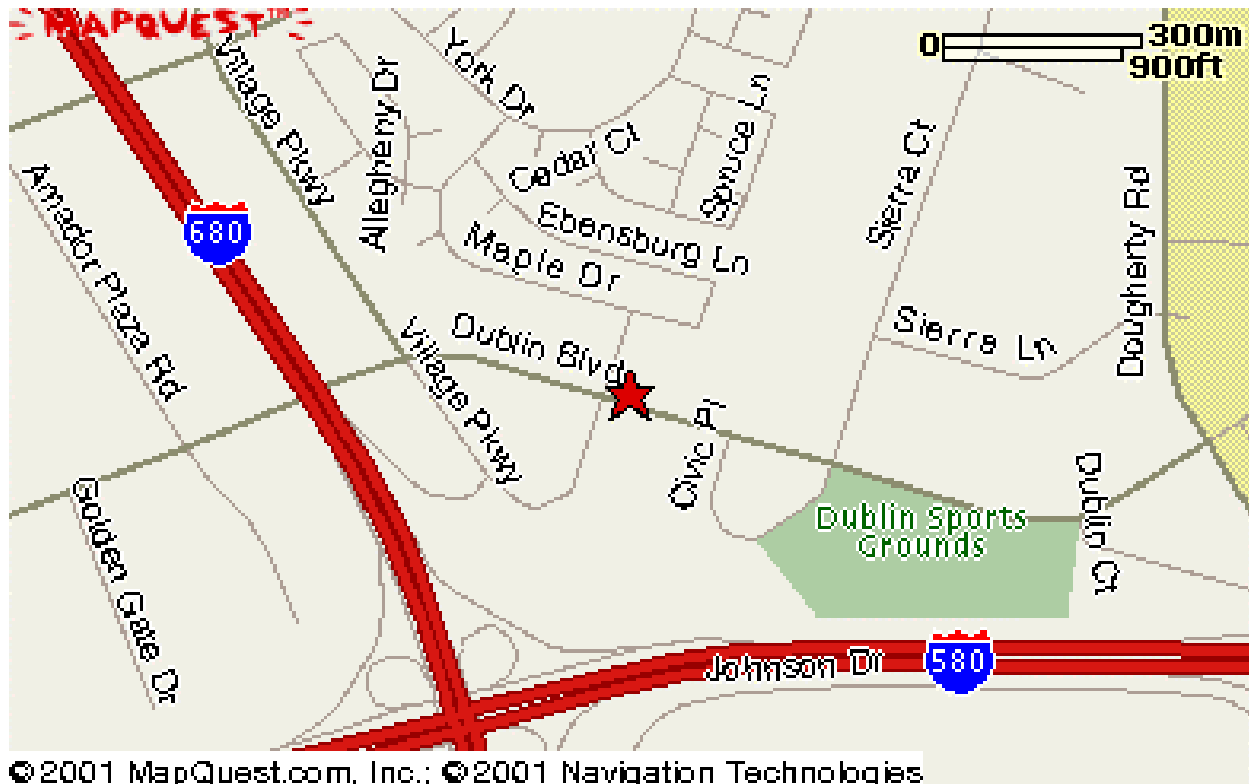 MAPQUEST™
0 300m
900ft
Village Pkwy
York Dr
Allegheny Dr
Cedar Ct
Spruce Ln
Sierra Ct
Dougherty Rd
Amador Plaza Rd
680
Ebensburg Ln
Maple Dr
Dublin Blvd
Village Pkwy
Sierra Ln
Civic Pl
Dublin Ct
Golden Gate Dr
Dublin Sports
Grounds
Johnson Dr
580
©2001 MapQuest.com, Inc.; ©2001 Navigation Technologies